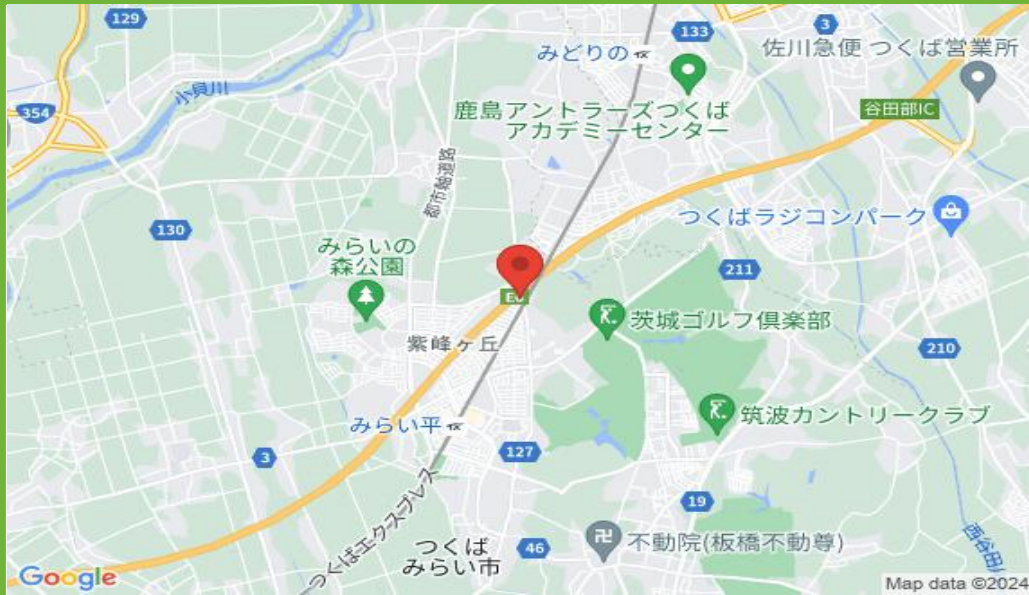 129
3
133
みどりの
佐川急便 つくば営業所
小貝川
354
鹿島アントラーズつくば
アカデミーセンター
谷田部IC
都市軸道路
130
みらいの
森公園
つくばラジコンパーク
211
茨城ゴルフ倶楽部
紫峰ヶ丘
210
みらい平
筑波カントリークラブ
127
3
つくばエクスプレス
19
つくば
みらい市
46
不動院(板橋不動尊)
西谷田川
Google
Map data ©2024